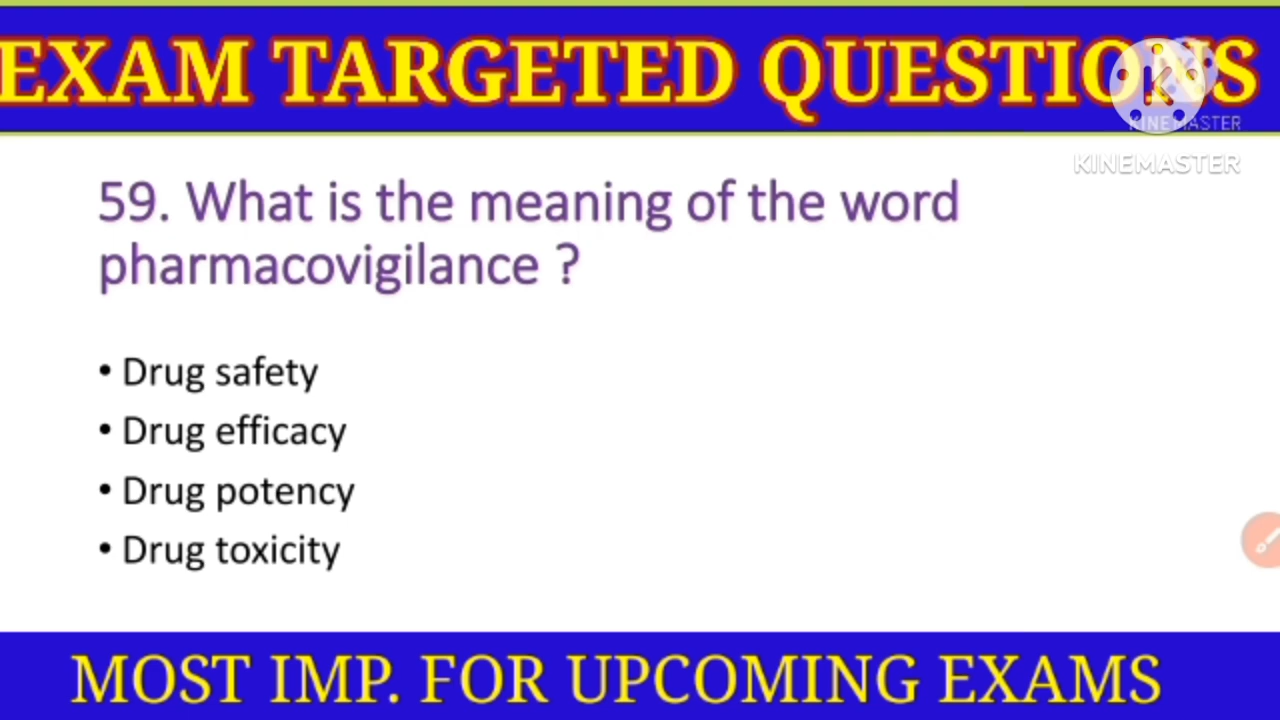 EXAM TARGETED QUESTIONS
KINEMASTER
KINEMASTER
59. What is the meaning of the word
pharmacovigilance ?
• Drug safety
• Drug efficacy
• Drug potency
• Drug toxicity
MOST IMP. FOR UPCOMING EXAMS